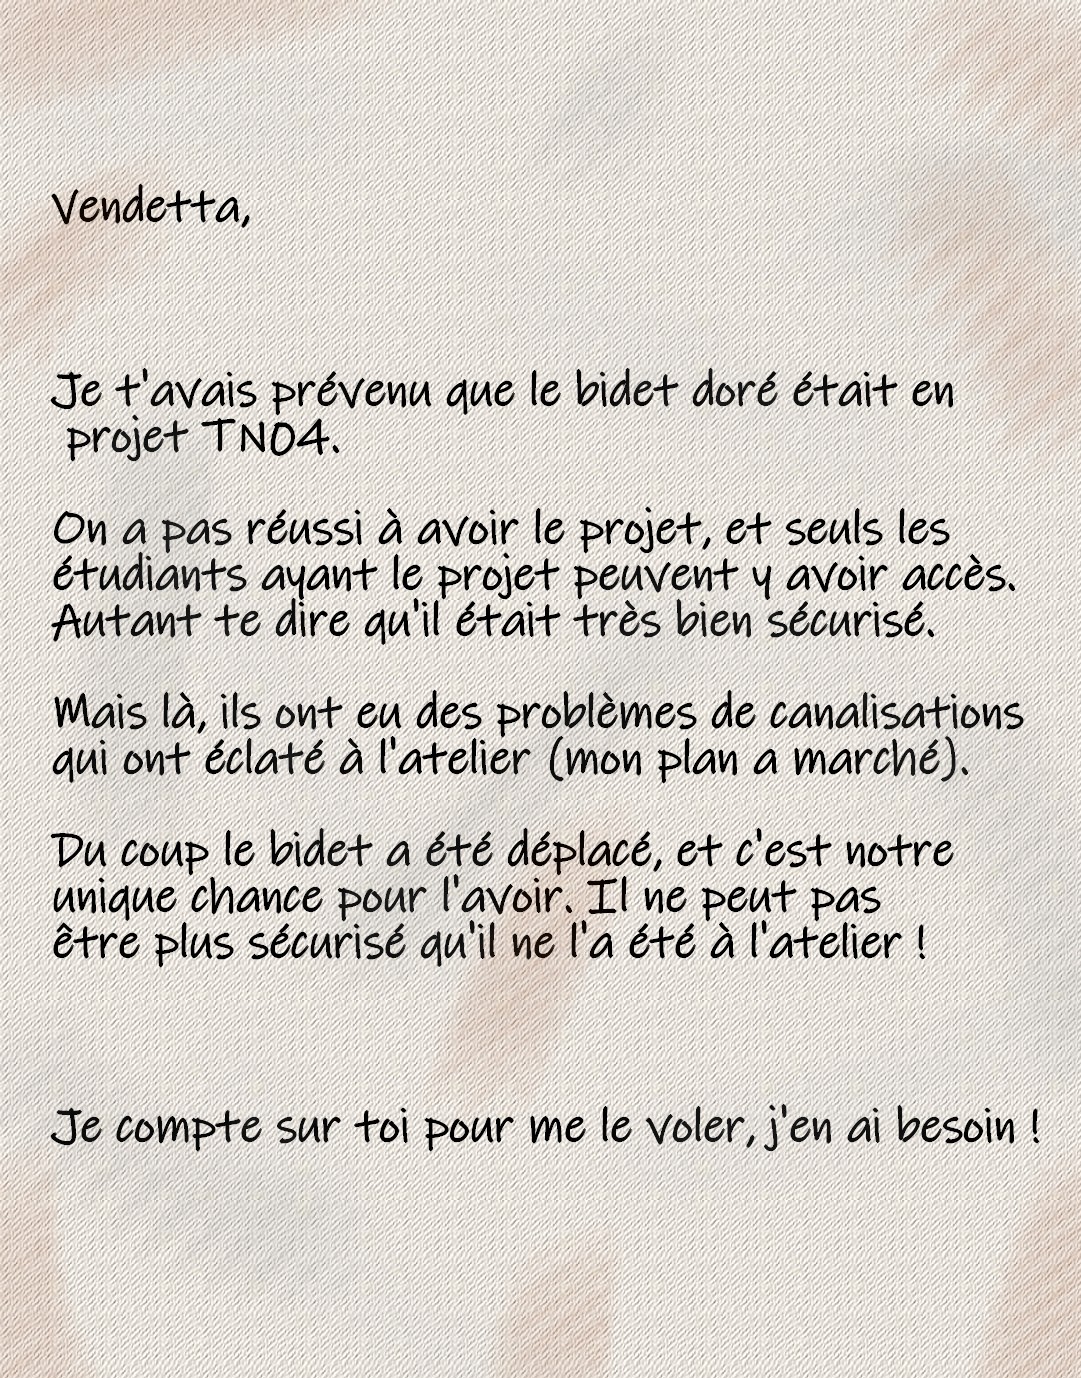 Vendetta,
Je t'avais prévenu que le bidet doré était en
projet TN04.
On a pas réussi à avoir le projet, et seuls les
étudiants ayant le projet peuvent y avoir accès.
Autant te dire qu'il était très bien sécurisé.
Mais là, ils ont eu des problèmes de canalisations
qui ont éclaté à l'atelier (mon plan a marché).
Du coup le bidet a été déplacé, et c'est notre
unique chance pour l'avoir. Il ne peut pas
être plus sécurisé qu'il ne l'a été à l'atelier !
Je compte sur toi pour me le voler, j'en ai besoin !